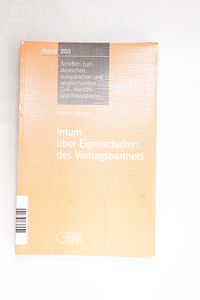 Band 203
Schriften zum
deutschen,
europäischen und
vergleichenden
Zivil-, Handels-
und Prozessrecht
Irrtum
über Eigenschaften
des Vertragspartners